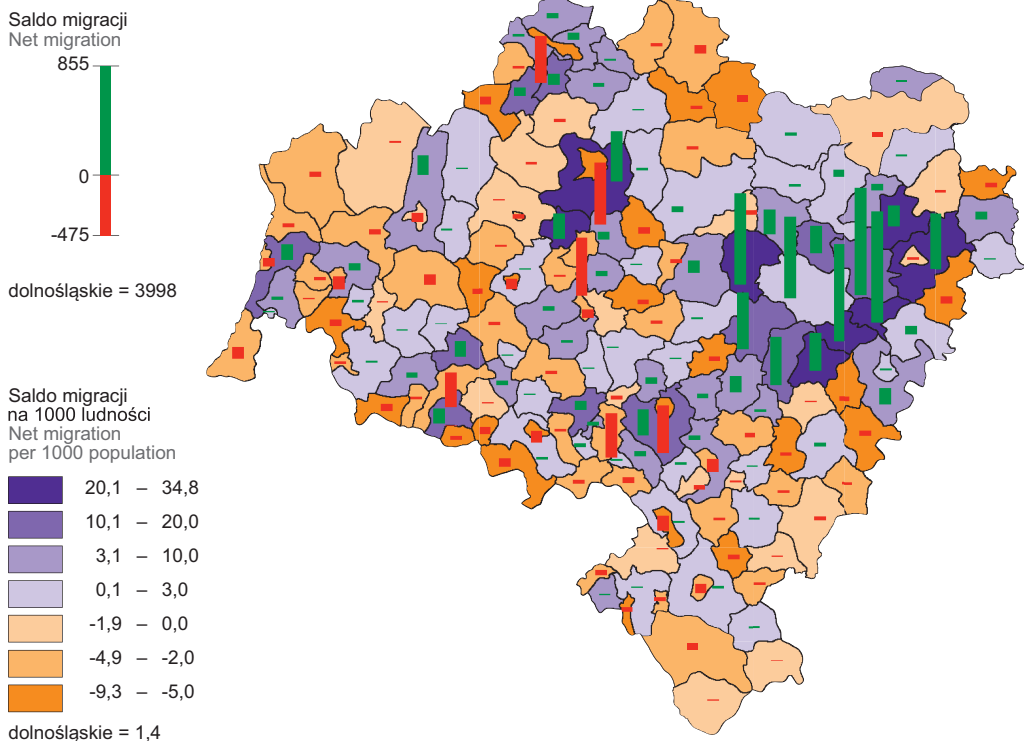 Saldo migracji
Net migration
855
0
-475
dolnośląskie = 3998
Saldo migracji
na 1000 ludności
Net migration
per 1000 population
20,1 – 34,8
10,1 – 20,0
3,1 – 10,0
0,1 – 3,0
-1,9 – 0,0
-4,9 – -2,0
-9,3 – -5,0
dolnośląskie = 1,4